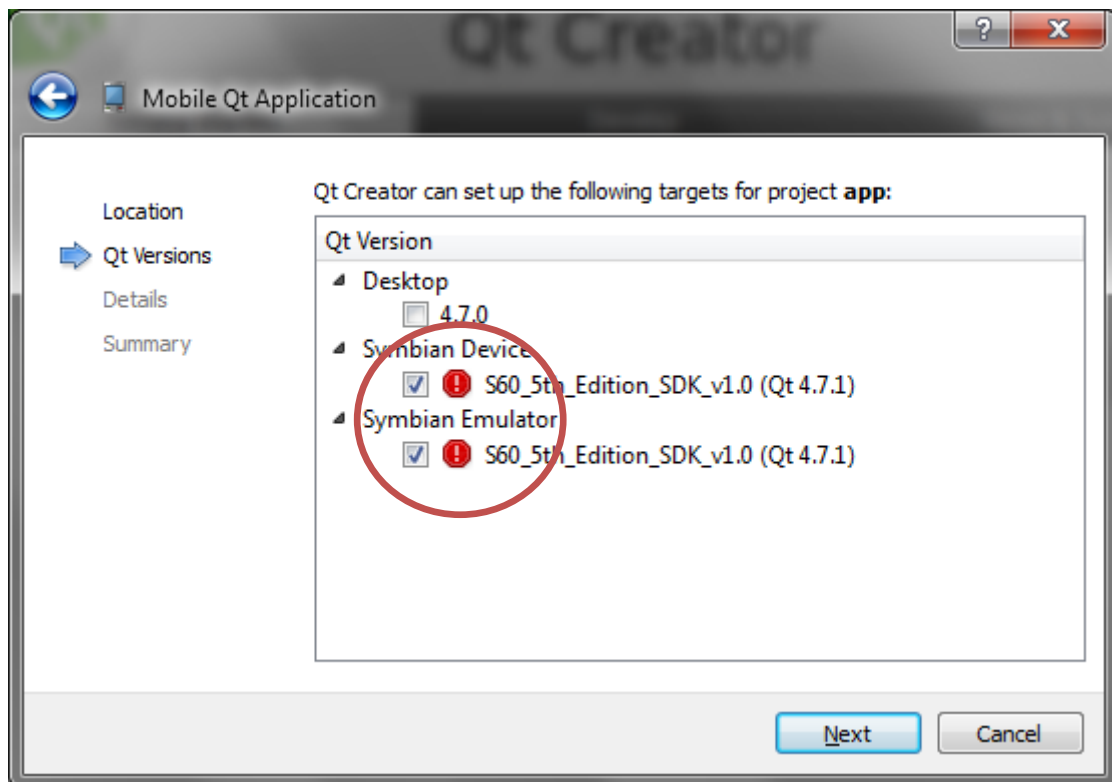 Qt Creator
Mobile Qt Application
Location
Qt Versions
Details
Summary
Qt Creator can set up the following targets for project app:
Qt Version
Desktop
4.7.0
Symbian Device
S60_5th_Edition_SDK_v1.0 (Qt 4.7.1)
Symbian Emulator
S60_5th_Edition_SDK_v1.0 (Qt 4.7.1)
Next
Cancel